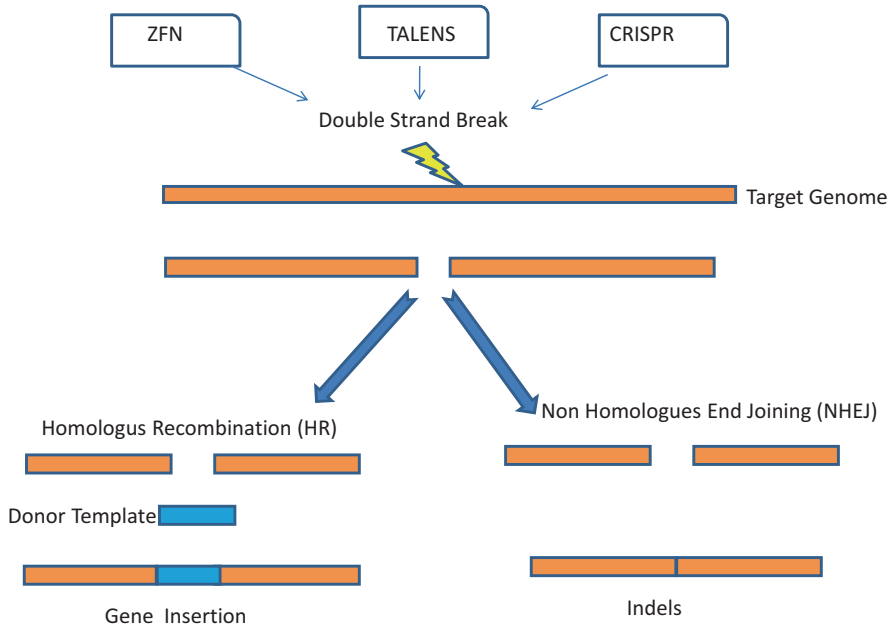 ZFN
TALENS
CRISPR
Double Strand Break
Target Genome
Homologus Recombination (HR)
Non Homologues End Joining (NHEJ)
Donor Template
Gene Insertion
Indels